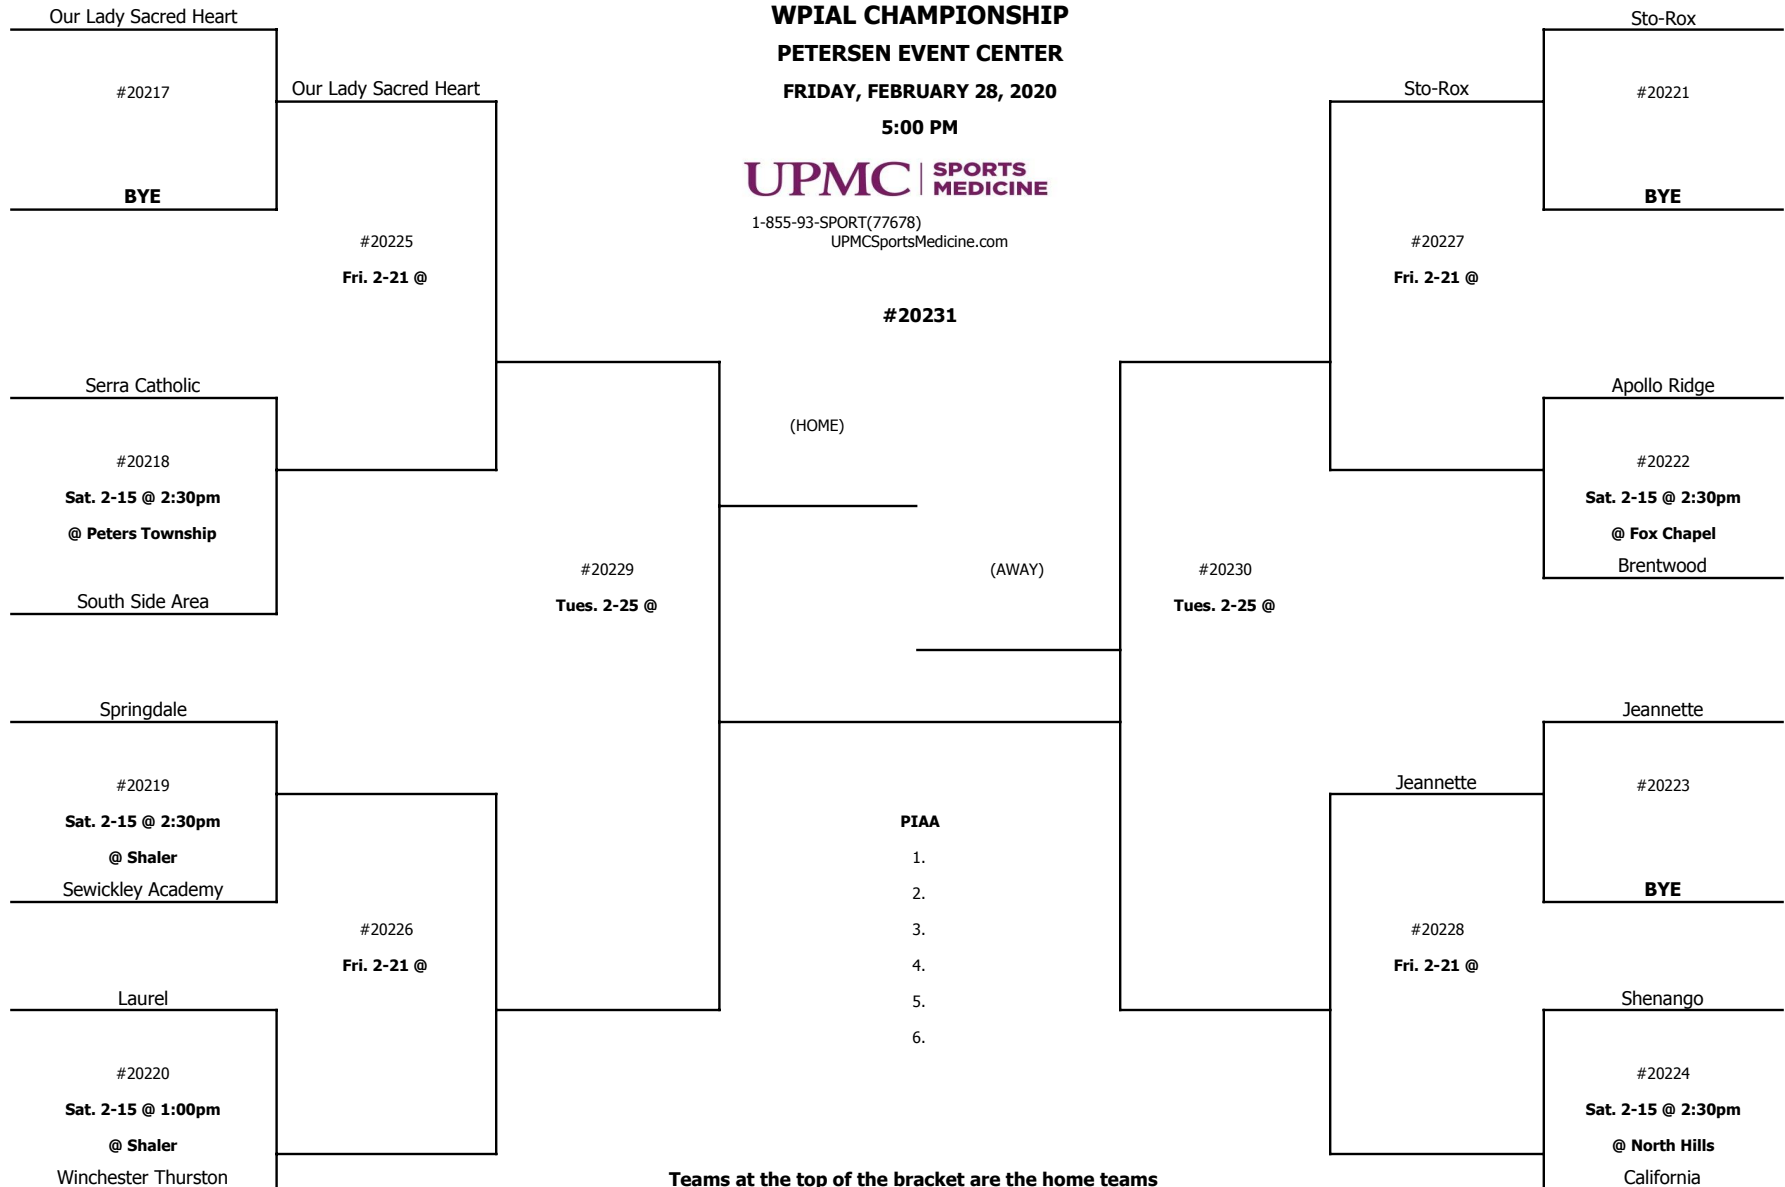 WPIAL CHAMPIONSHIP
PETERSEN EVENT CENTER
FRIDAY, FEBRUARY 28, 2020
5:00 PM
UPMC | SPORTS MEDICINE
1-855-93-SPORT(77678)
UPMCSportsMedicine.com
#20231
Our Lady Sacred Heart
#20217
BYE
Our Lady Sacred Heart
#20225
Fri. 2-21 @
Serra Catholic
#20218
Sat. 2-15 @ 2:30pm
@ Peters Township
South Side Area
#20229
Tues. 2-25 @
Springdale
#20219
Sat. 2-15 @ 2:30pm
@ Shaler
Sewickley Academy
#20226
Fri. 2-21 @
Laurel
#20220
Sat. 2-15 @ 1:00pm
@ Shaler
Winchester Thurston
(HOME)
(AWAY)
PIAA
1.
2.
3.
4.
5.
6.
Teams at the top of the bracket are the home teams
Sto-Rox
#20221
BYE
Sto-Rox
#20227
Fri. 2-21 @
Apollo Ridge
#20222
Sat. 2-15 @ 2:30pm
@ Fox Chapel
Brentwood
#20230
Tues. 2-25 @
Jeannette
#20223
BYE
Jeannette
#20228
Fri. 2-21 @
Shenango
#20224
Sat. 2-15 @ 2:30pm
@ North Hills
California